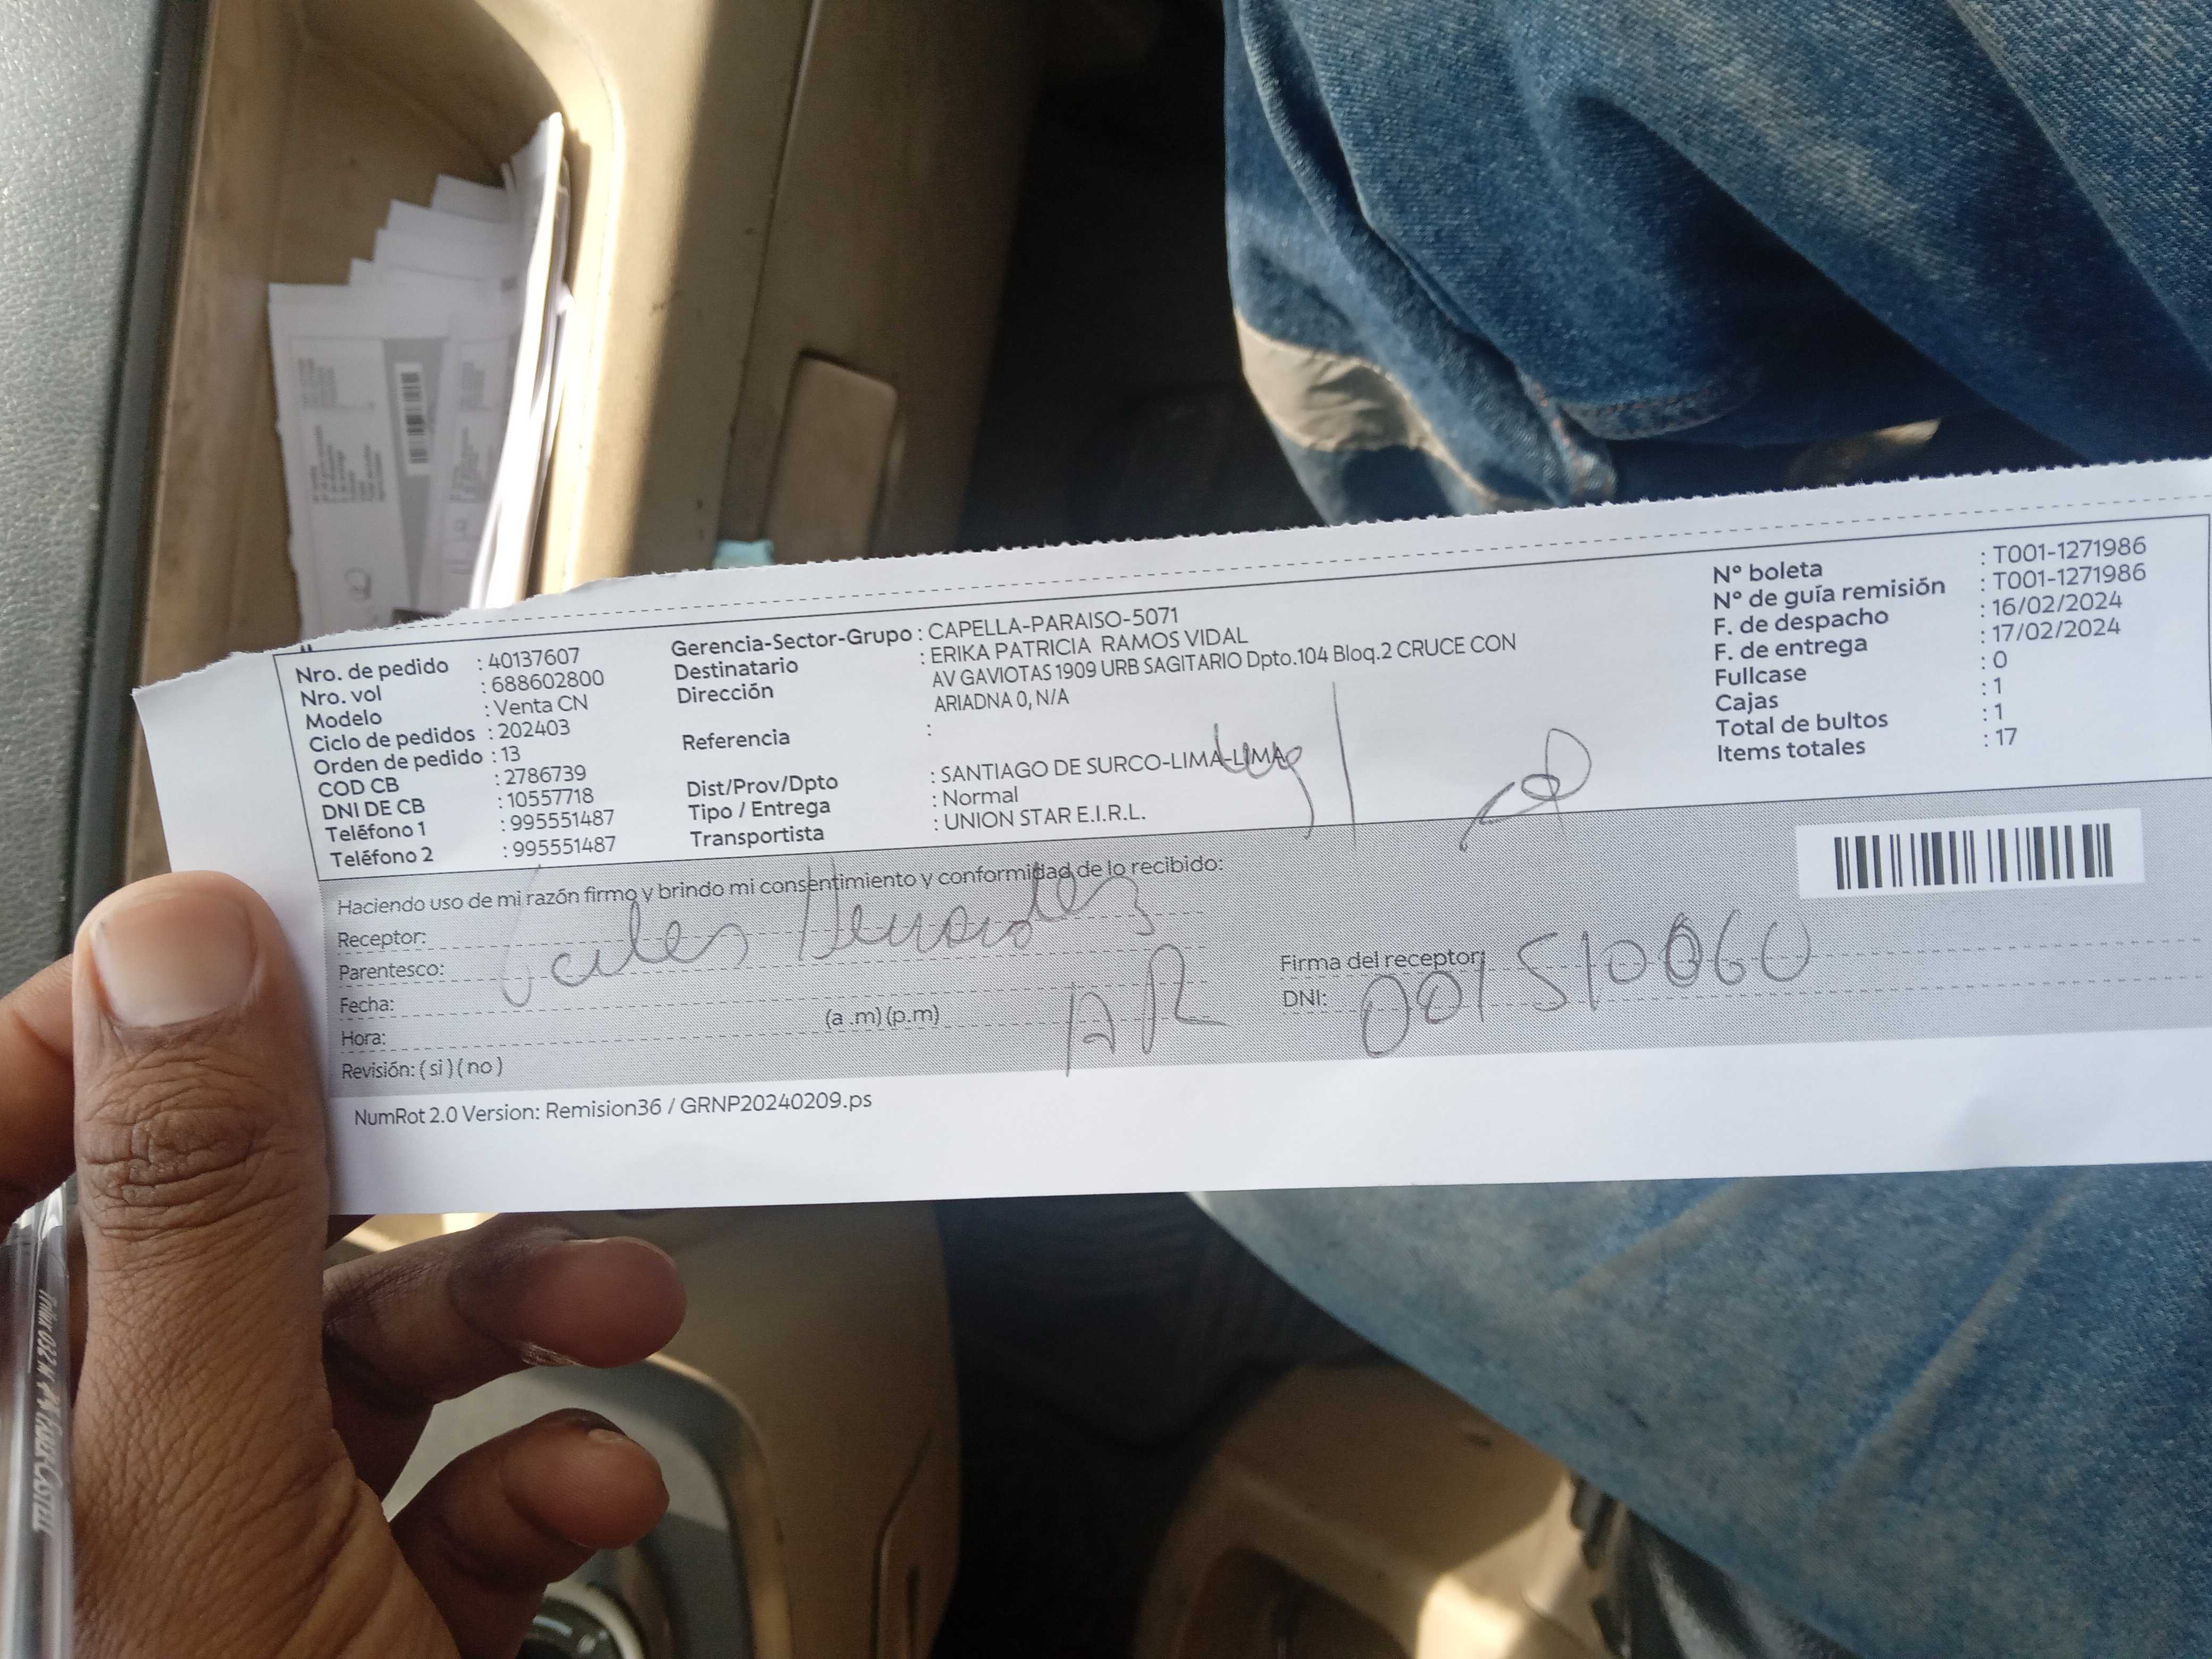 Nro. de pedido : 40137607
Nro. vol : 688602800
Modelo : Venta CN
Ciclo de pedidos : 202403
Orden de pedido : 13
COD CB : 2786739
DNI DE CB : 10557718
Teléfono 1 : 995551487
Teléfono 2 : 995551487
Gerencia-Sector-Grupo : CAPELLA-PARAISO-5071
Destinatario : ERIKA PATRICIA RAMOS VIDAL
Dirección AV GAVIOTAS 1909 URB SAGITARIO Dpto.104 Bloq.2 CRUCE CON
ARIADNA 0, N/A
Referencia :
Dist/Prov/Dpto : SANTIAGO DE SURCO-LIMA-LIMA
Tipo / Entrega : Normal
Transportista : UNION STAR E.I.R.L.
N° boleta : T001-1271986
N° de guía remisión : T001-1271986
F. de despacho : 16/02/2024
F. de entrega : 17/02/2024
Fullcase : 0
Cajas : 1
Total de bultos : 1
Items totales : 17
Haciendo uso de mi razón firmo y brindo mi consentimiento y conformidad de lo recibido:
Receptor:
Parentesco:
Fecha:
Hora: (a .m) (p.m)
Revisión: ( si ) ( no )
Firma del receptor:
DNI:
NumRot 2.0 Version: Remision36 / GRNP20240209.ps